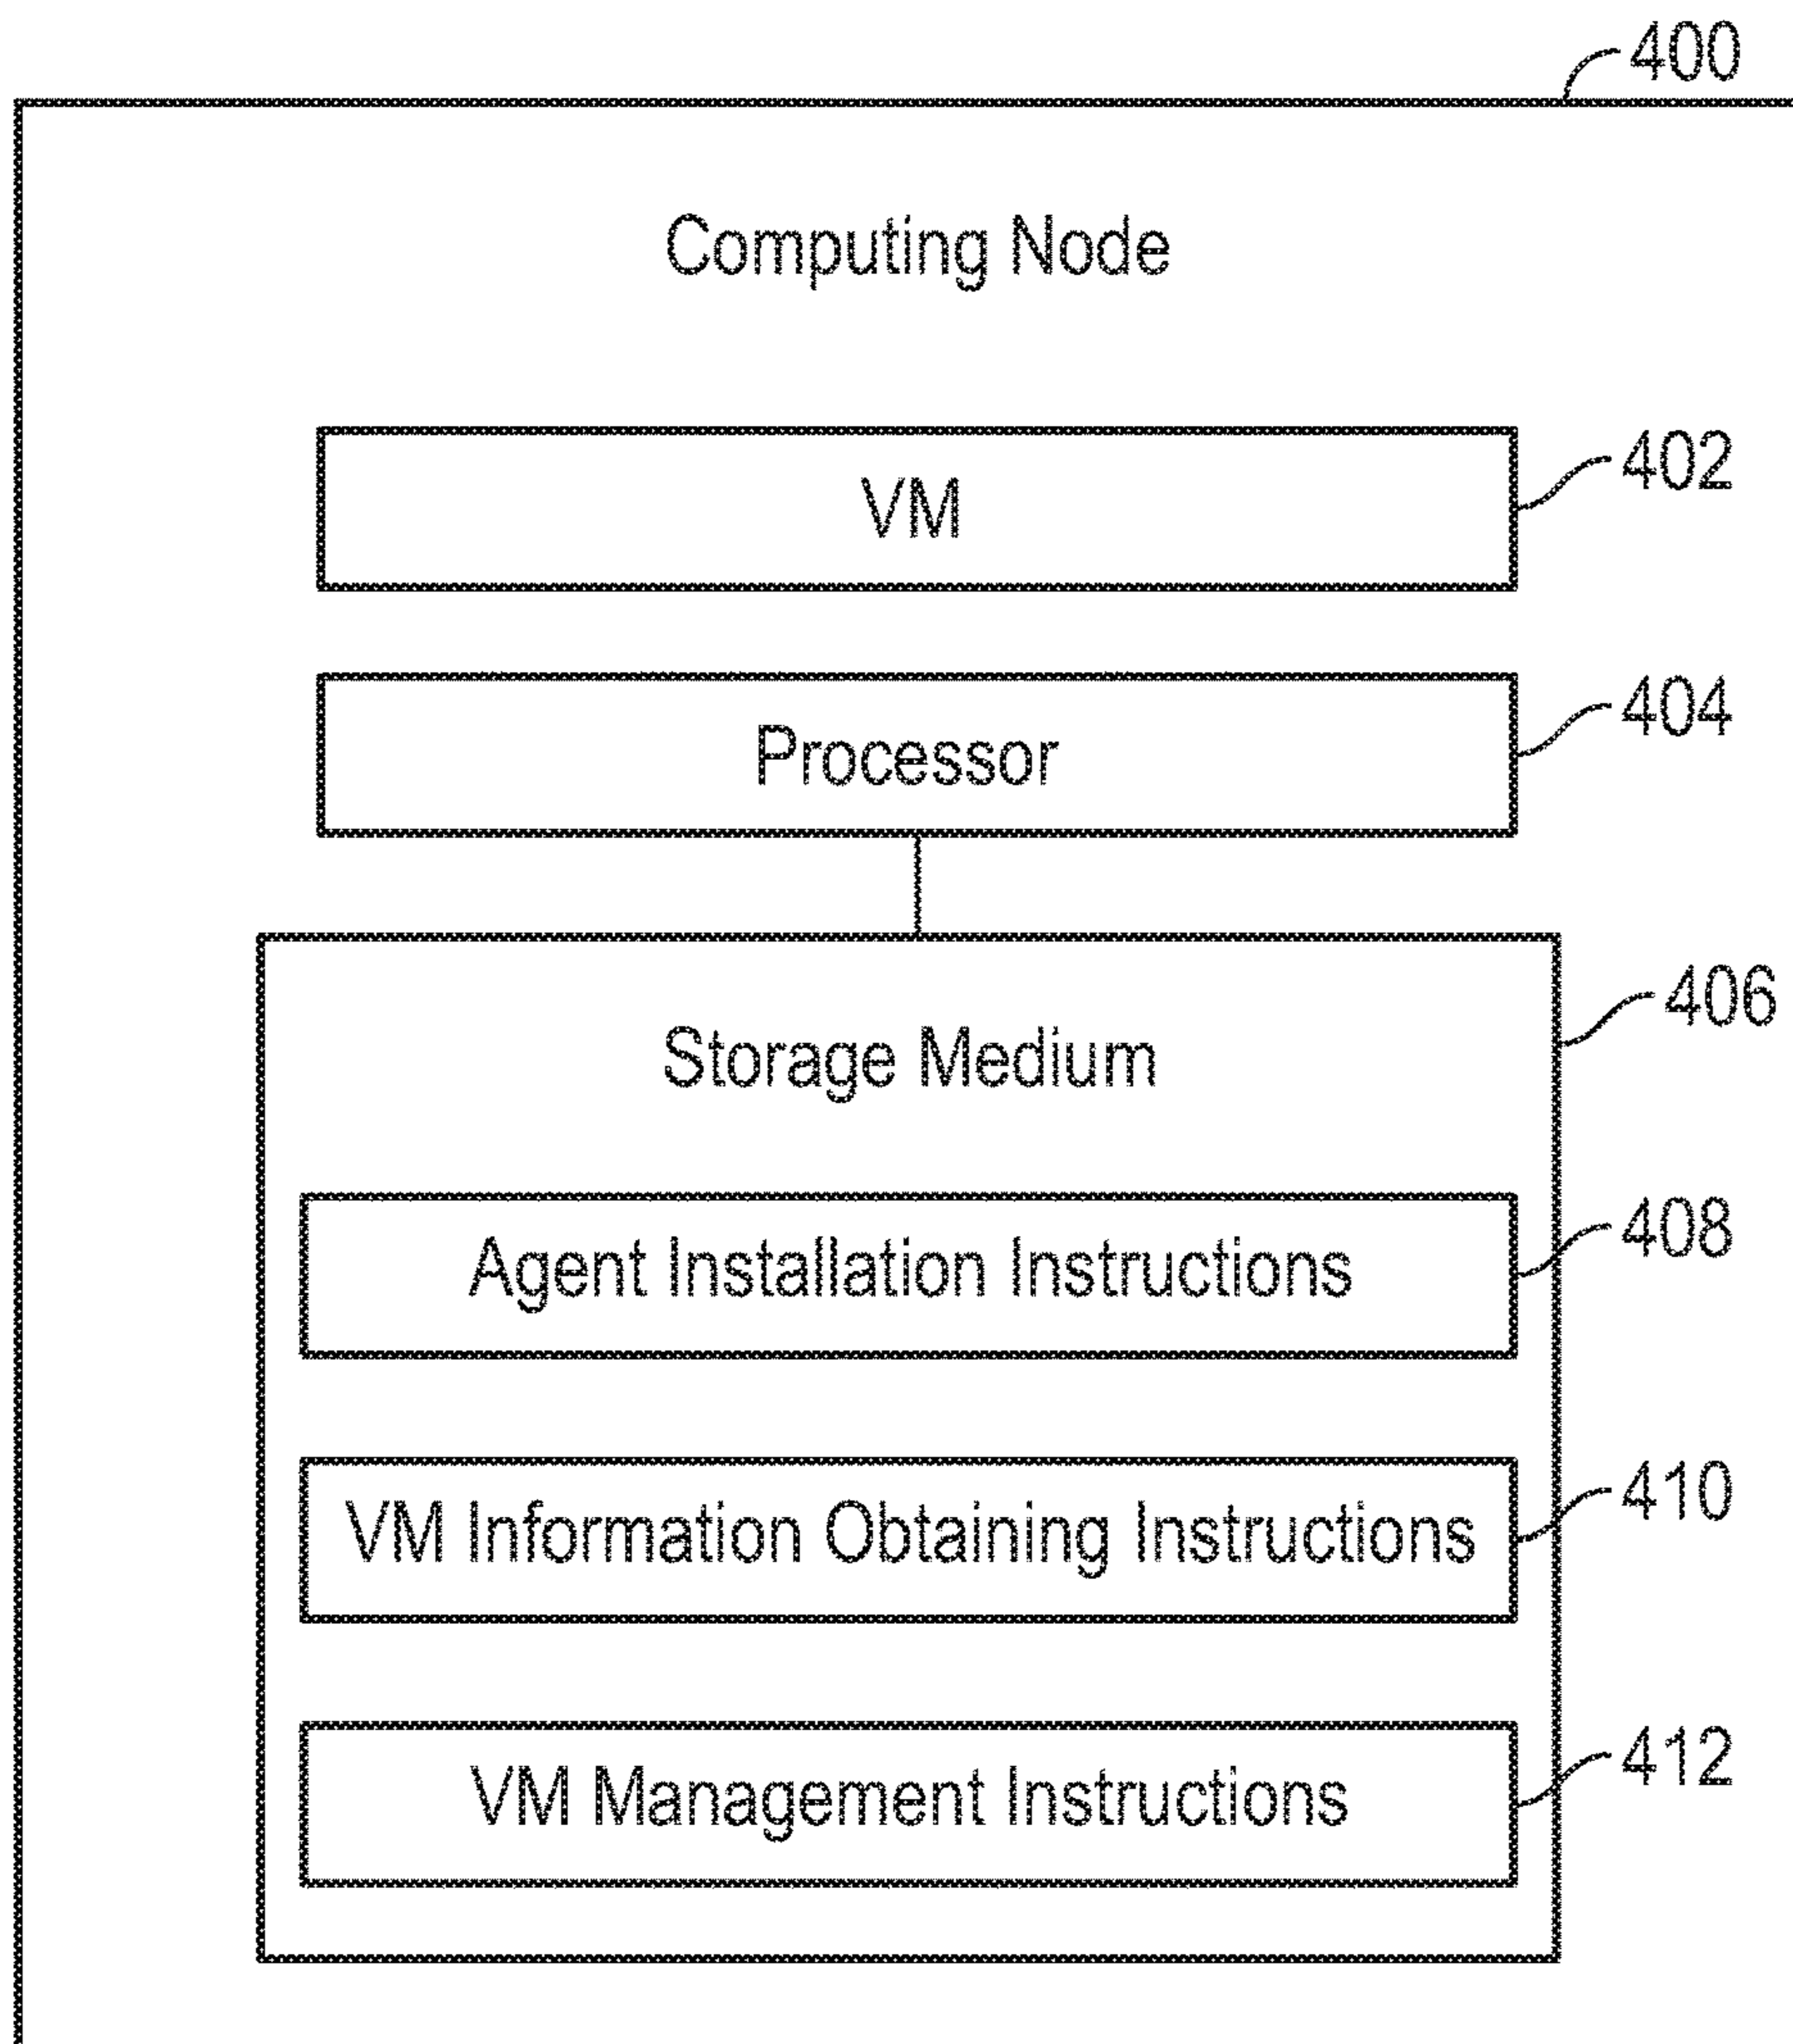 400
Computing Node
VM
402
Processor
404
Storage Medium
406
Agent Installation Instructions
408
VM Information Obtaining Instructions
410
VM Management Instructions
412